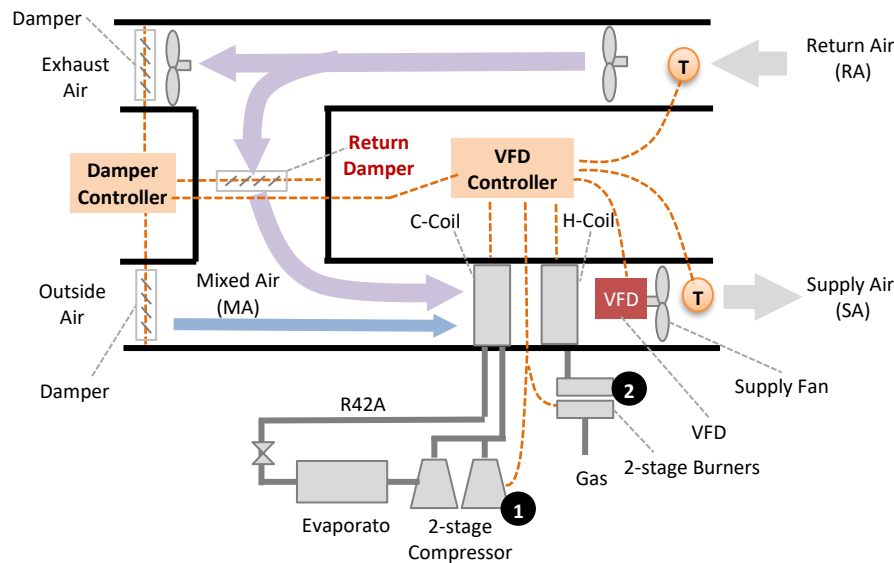 Damper
Exhaust
Air
T
Return Air
(RA)
Return
Damper
VFD
Controller
Damper
Controller
C-Coil
H-Coil
Mixed Air
(MA)
Outside
Air
VFD
T
Supply Air
(SA)
Damper
Supply Fan
2
R42A
VFD
Gas
2-stage Burners
1
Evaporato
2-stage
Compressor